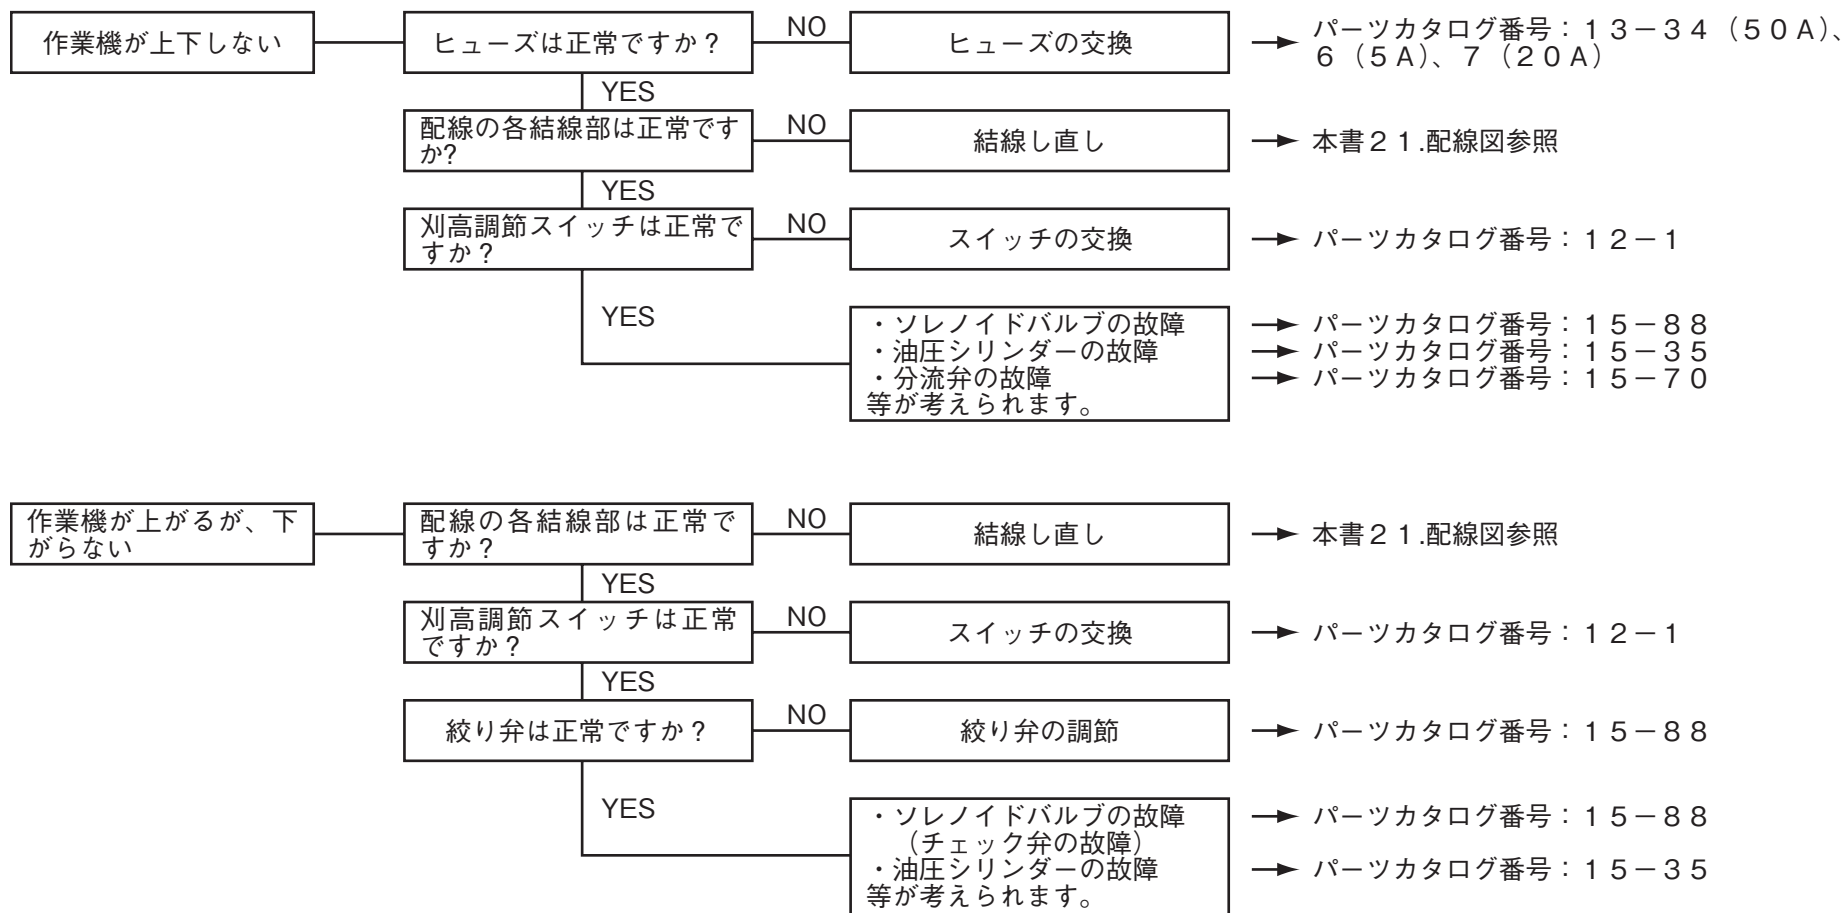 作業機が上下しない
ヒューズは正常ですか？
NO
ヒューズの交換
パーツカタログ番号：１３－３４（５０Ａ）、
６（５Ａ）、７（２０Ａ）
YES
配線の各結線部は正常です
か?
NO
結線し直し
本書２１.配線図参照
YES
刈高調節スイッチは正常で
すか？
NO
スイッチの交換
パーツカタログ番号：１２－１
YES
・ソレノイドバルブの故障
・油圧シリンダーの故障
・分流弁の故障
等が考えられます。
パーツカタログ番号：１５－８８
パーツカタログ番号：１５－３５
パーツカタログ番号：１５－７０
作業機が上がるが、下
がらない
配線の各結線部は正常で
すか？
NO
結線し直し
本書２１.配線図参照
YES
刈高調節スイッチは正常
ですか？
NO
スイッチの交換
パーツカタログ番号：１２－１
YES
絞り弁は正常ですか？
NO
絞り弁の調節
パーツカタログ番号：１５－８８
YES
・ソレノイドバルブの故障
（チェック弁の故障）
・油圧シリンダーの故障
等が考えられます。
パーツカタログ番号：１５－８８
パーツカタログ番号：１５－３５